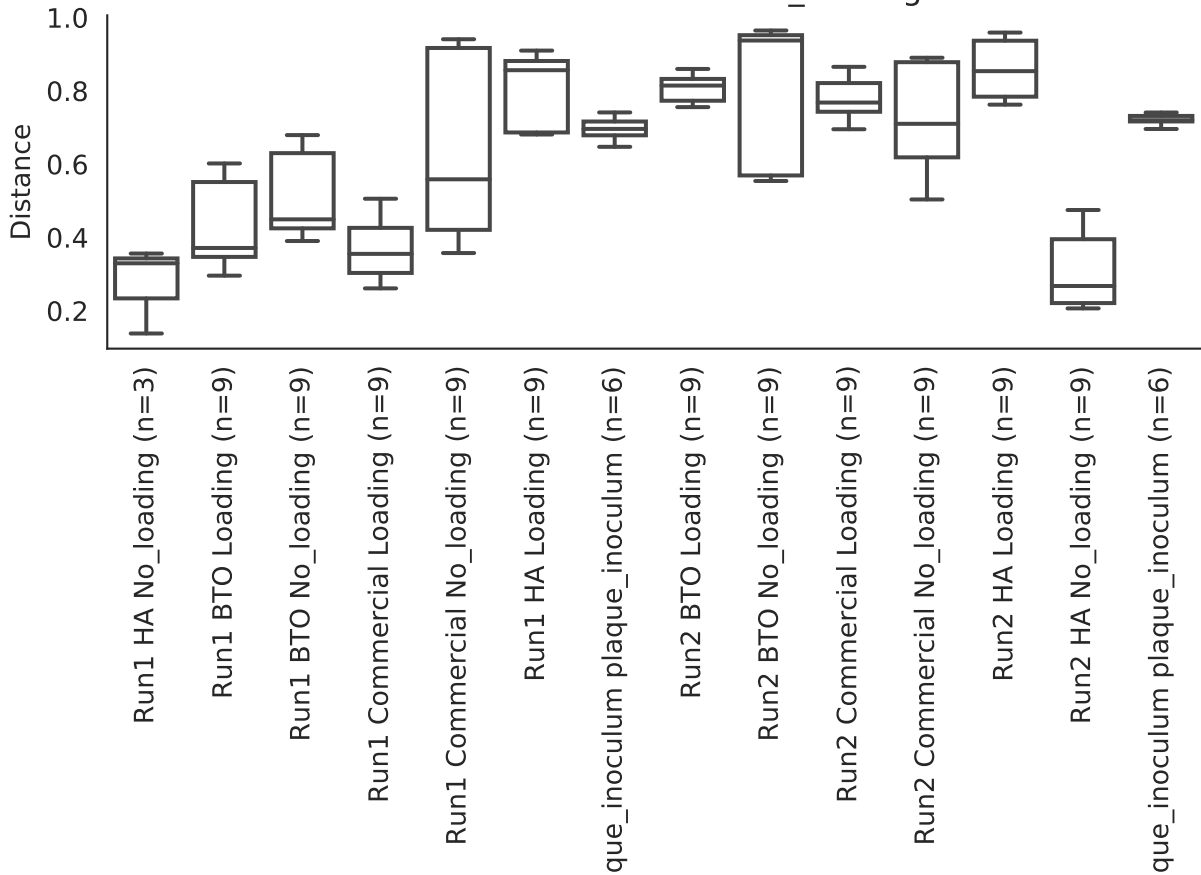 1.0
0.8
0.6
0.4
0.2
Distance
Run1 HA No_loading (n=3)
Run1 BTO Loading (n=9)
Run1 BTO No_loading (n=9)
Run1 Commercial Loading (n=9)
Run1 Commercial No_loading (n=9)
Run1 HA Loading (n=9)
que_inoculum plaque_inoculum (n=6)
Run2 BTO Loading (n=9)
Run2 BTO No_loading (n=9)
Run2 Commercial Loading (n=9)
Run2 Commercial No_loading (n=9)
Run2 HA Loading (n=9)
Run2 HA No_loading (n=9)
que_inoculum plaque_inoculum (n=6)